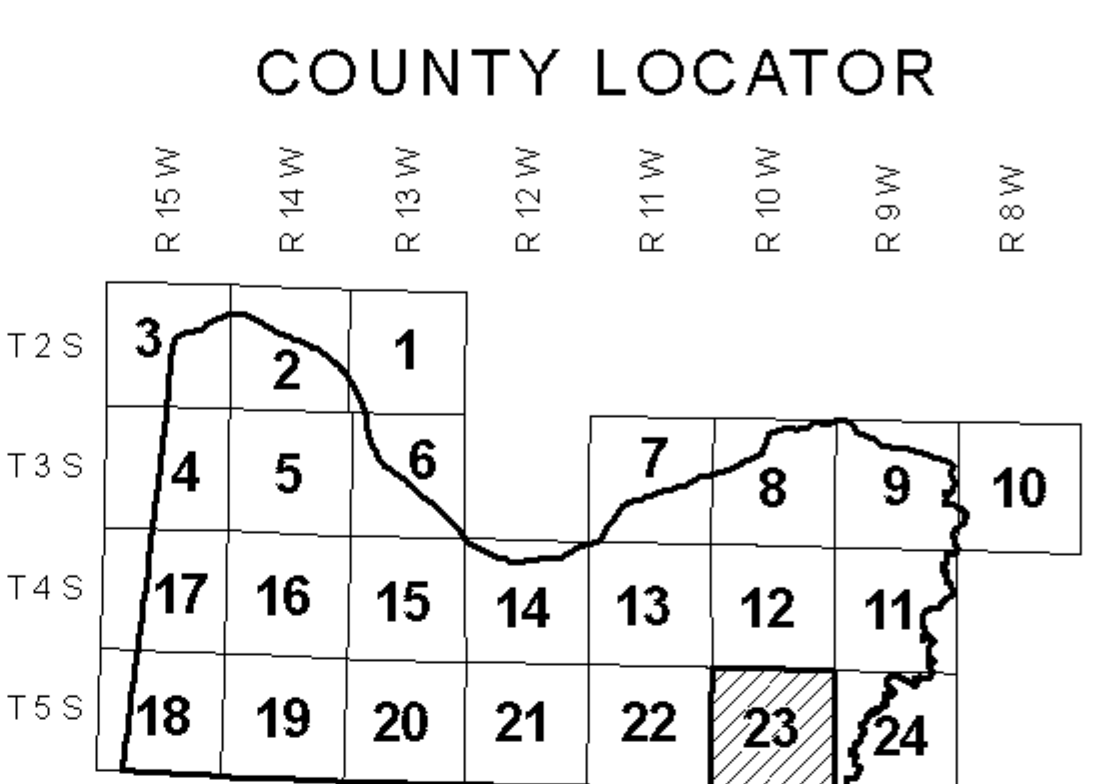 COUNTY LOCATOR
R 15 W R 14 W R 13 W R 12 W R 11 W R 10 W R 9 W R 8 W
T 2 S 3 2 1
T 3 S 4 5 6 7 8 9 10
T 4 S 17 16 15 14 13 12 11
T 5 S 18 19 20 21 22 23 24